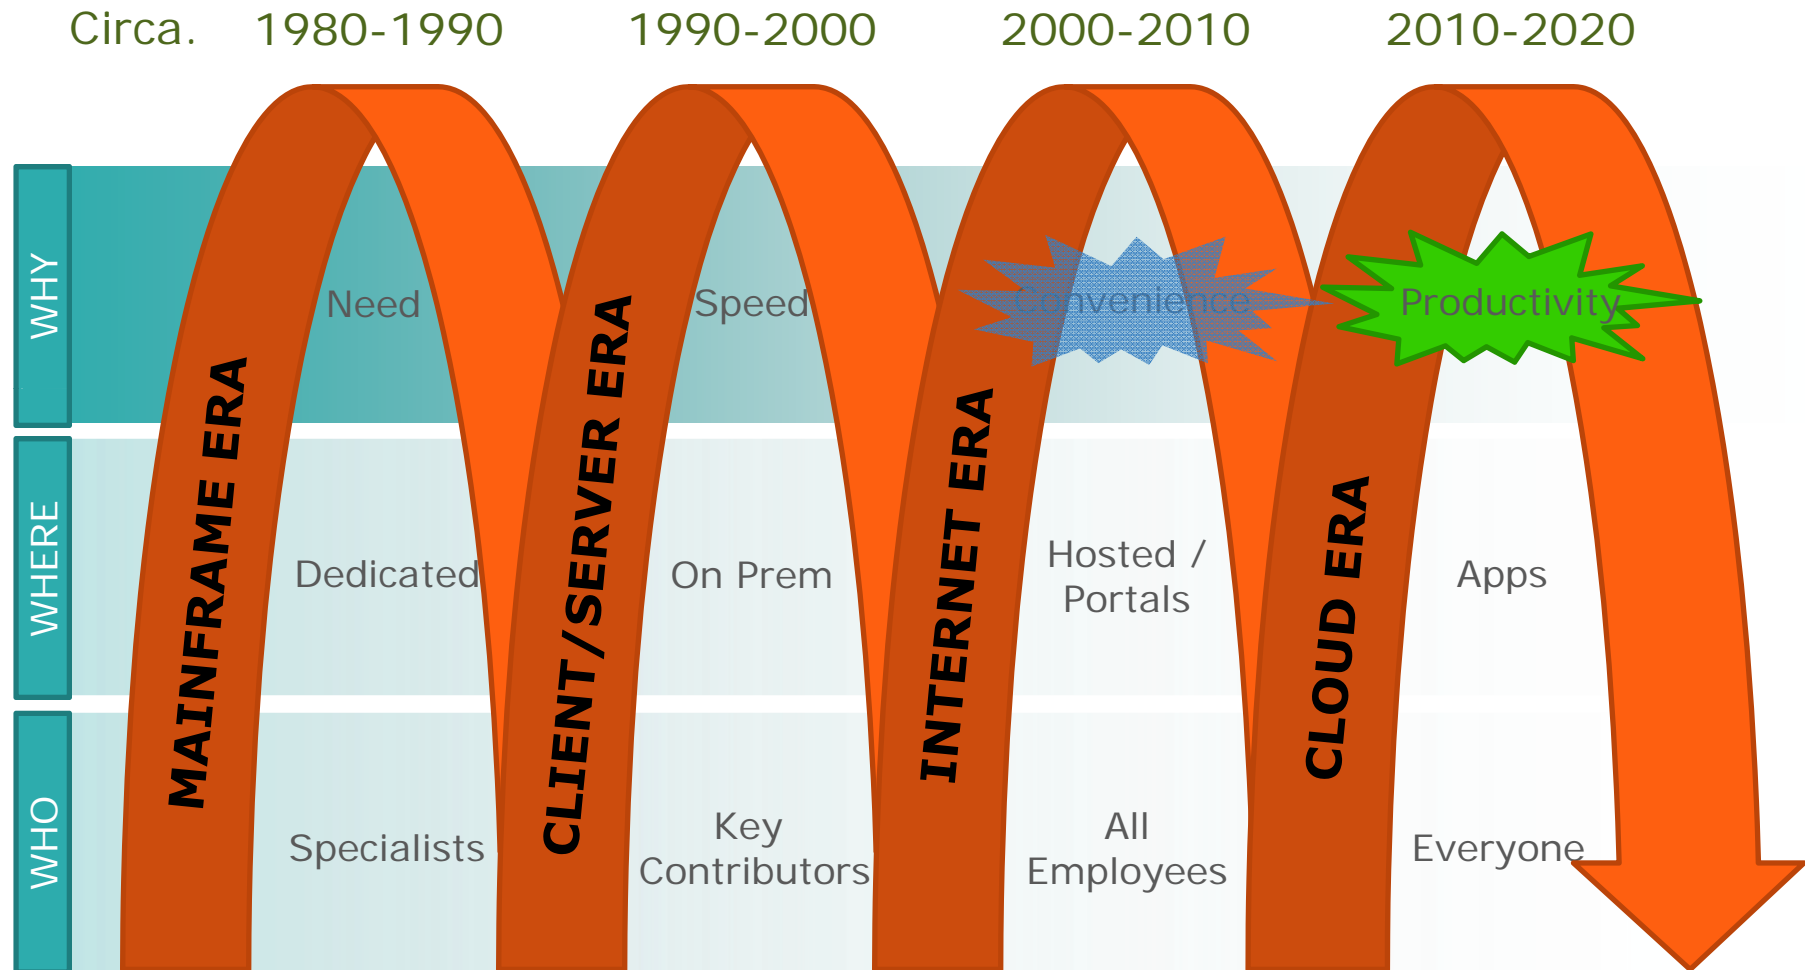 Circa. 1980-1990 1990-2000 2000-2010 2010-2020
WHY
Need
Speed
Convenience
Productivity
MAINFRAME ERA
CLIENT/SERVER ERA
INTERNET ERA
CLOUD ERA
WHERE
Dedicated
On Prem
Hosted /
Portals
Apps
WHO
Specialists
Key
Contributors
All
Employees
Everyone